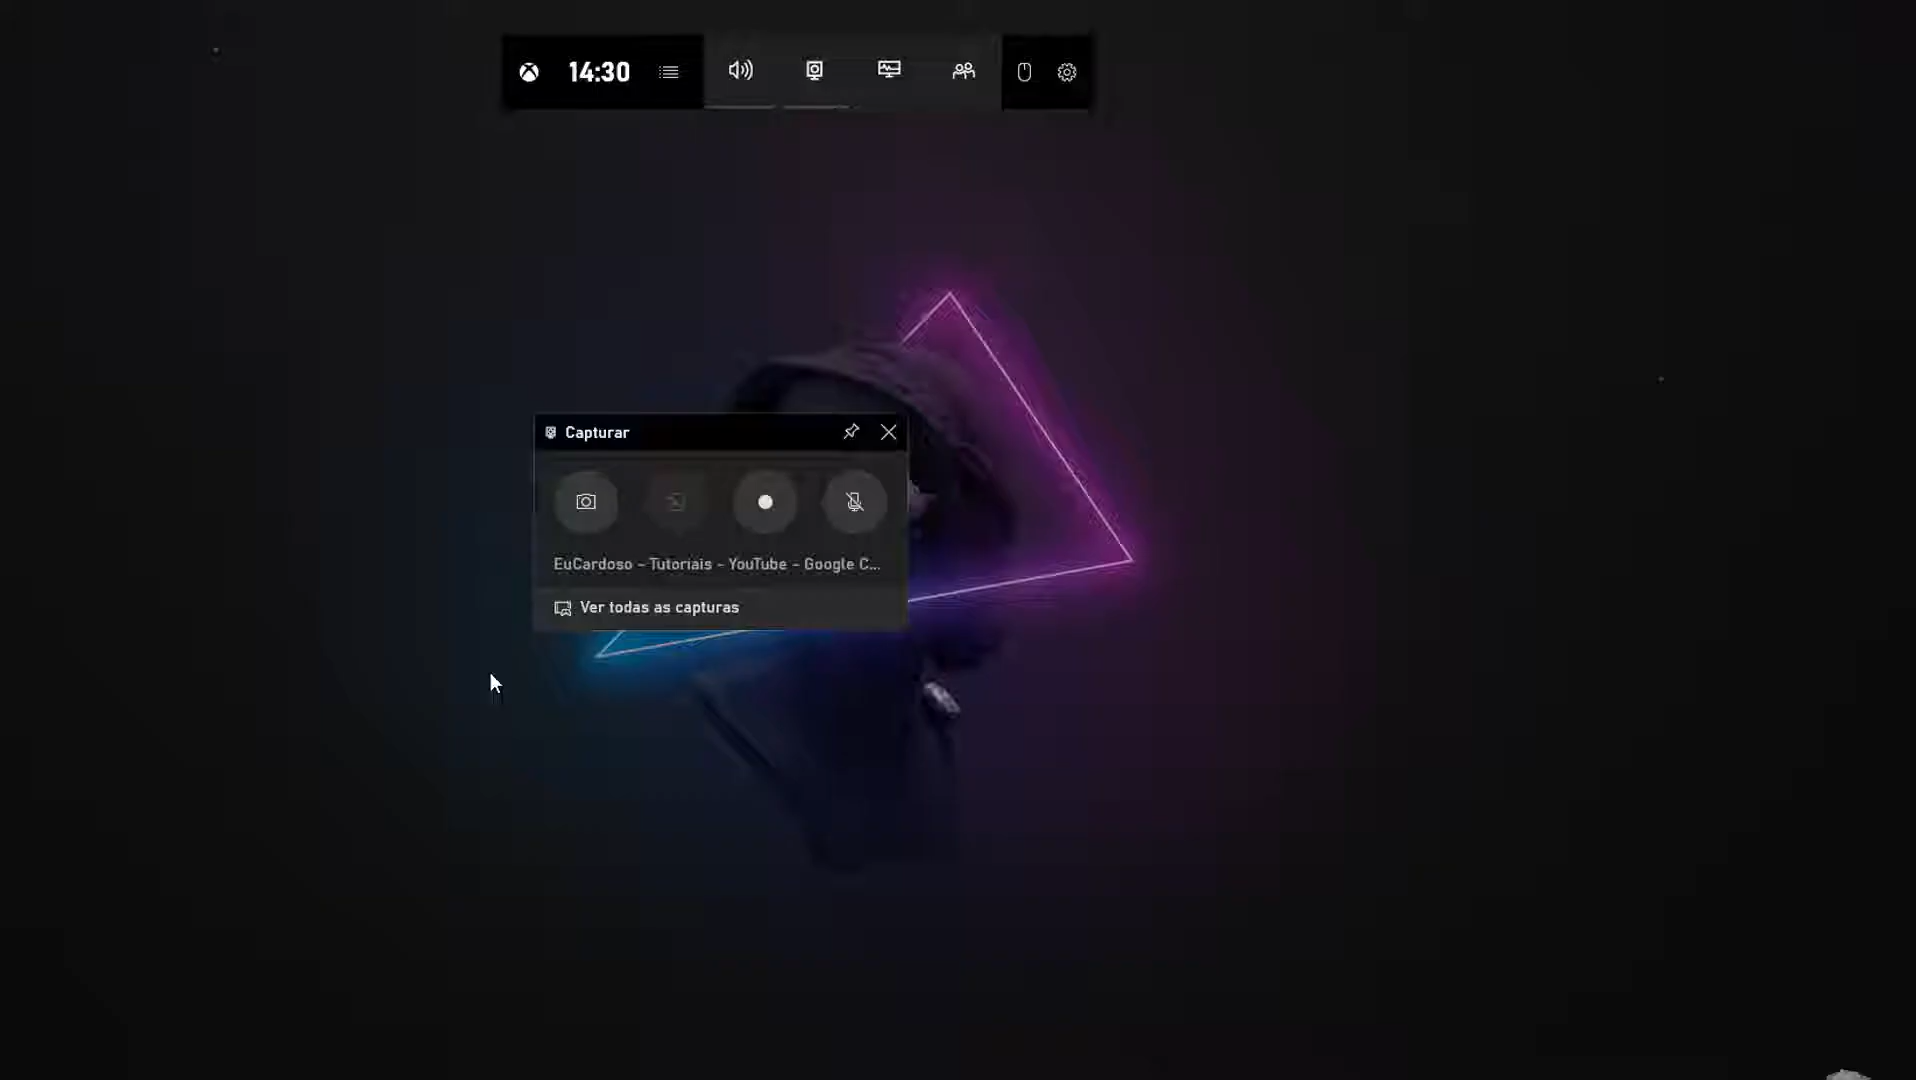 14:30
Capturar
EuCardoso - Tutoriais - YouTube - Google C...
Ver todas as capturas